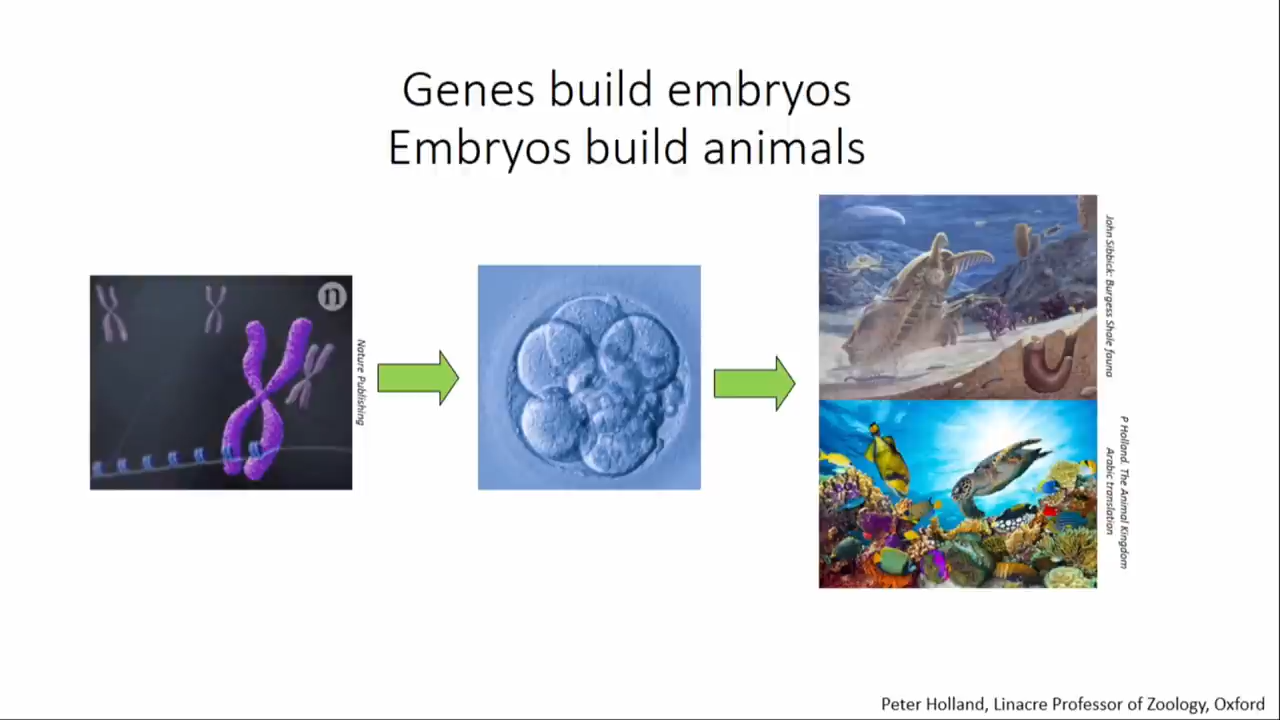 Genes build embryos
Embryos build animals
n
Nature Publishing
John Sibbick: Burgess Shale fauna
P Holland. The Animal Kingdom
Arabic translation
Peter Holland, Linacre Professor of Zoology, Oxford